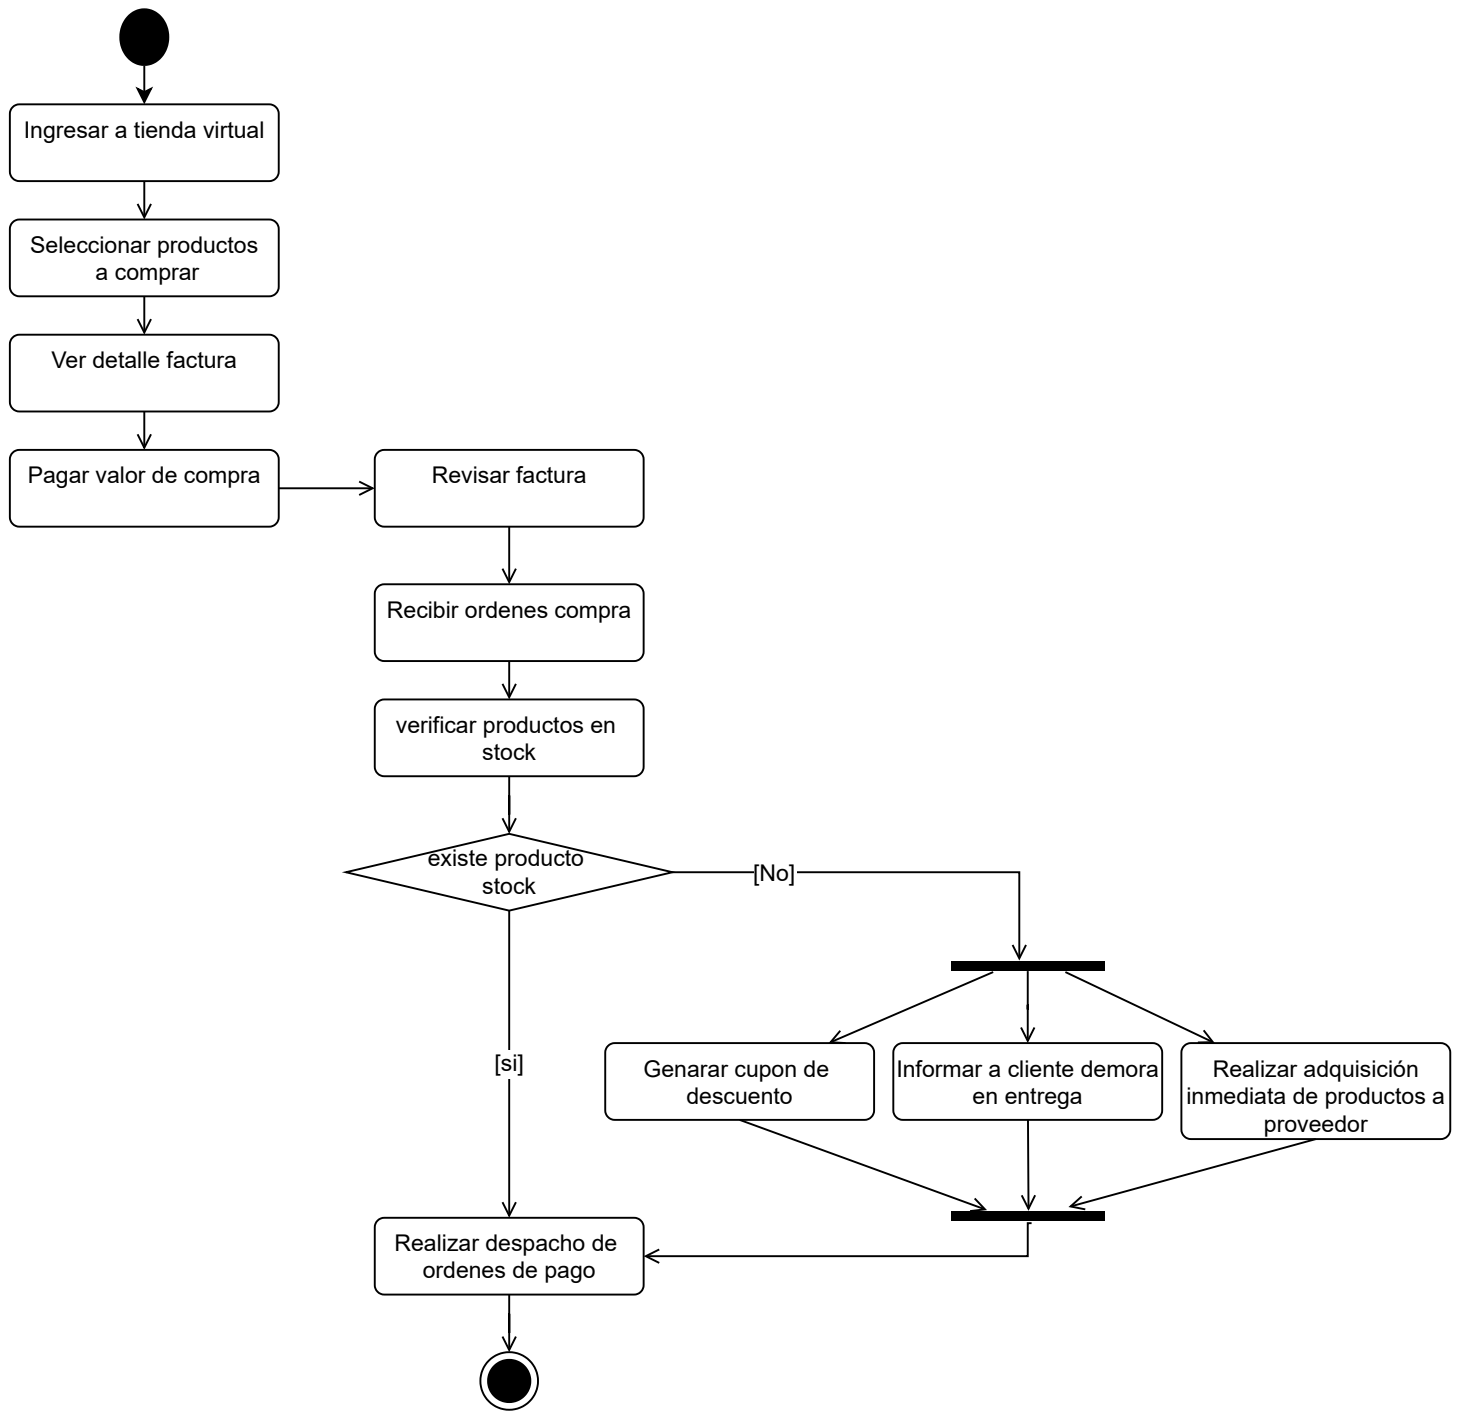 Ingresar a tienda virtual
Seleccionar productos
a comprar
Ver detalle factura
Pagar valor de compra
Revisar factura
Recibir ordenes compra
verificar productos en
stock
existe producto
stock
[No]
[si]
Genarar cupon de
descuento
Informar a cliente demora
en entrega
Realizar adquisición
inmediata de productos a
proveedor
Realizar despacho de
ordenes de pago